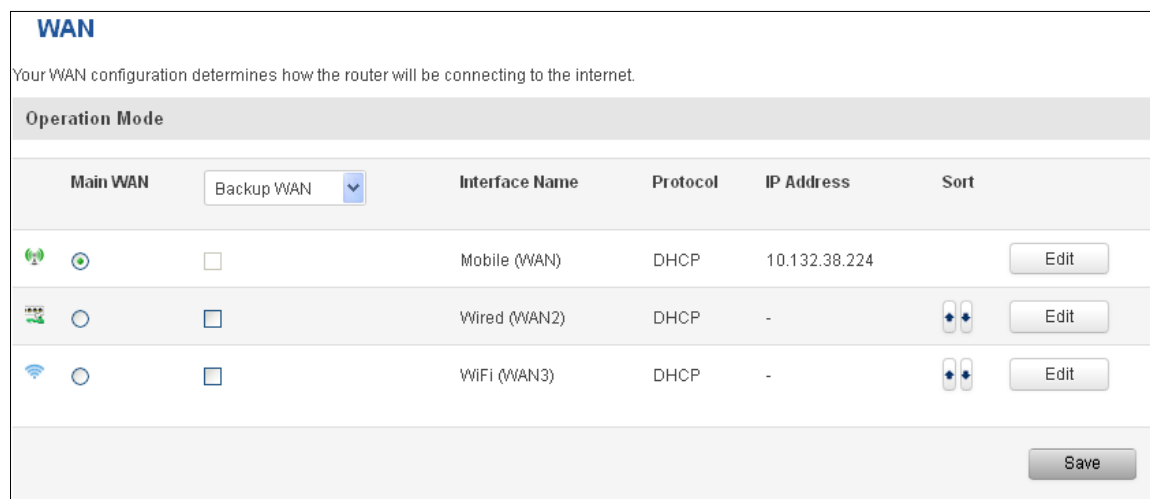 WAN
Your WAN configuration determines how the router will be connecting to the internet.
Operation Mode
Main WAN Backup WAN Interface Name Protocol IP Address Sort
Mobile (WAN) DHCP 10.132.38.224 Edit
Wired (WAN2) DHCP - Edit
WiFi (WAN3) DHCP - Edit
Save